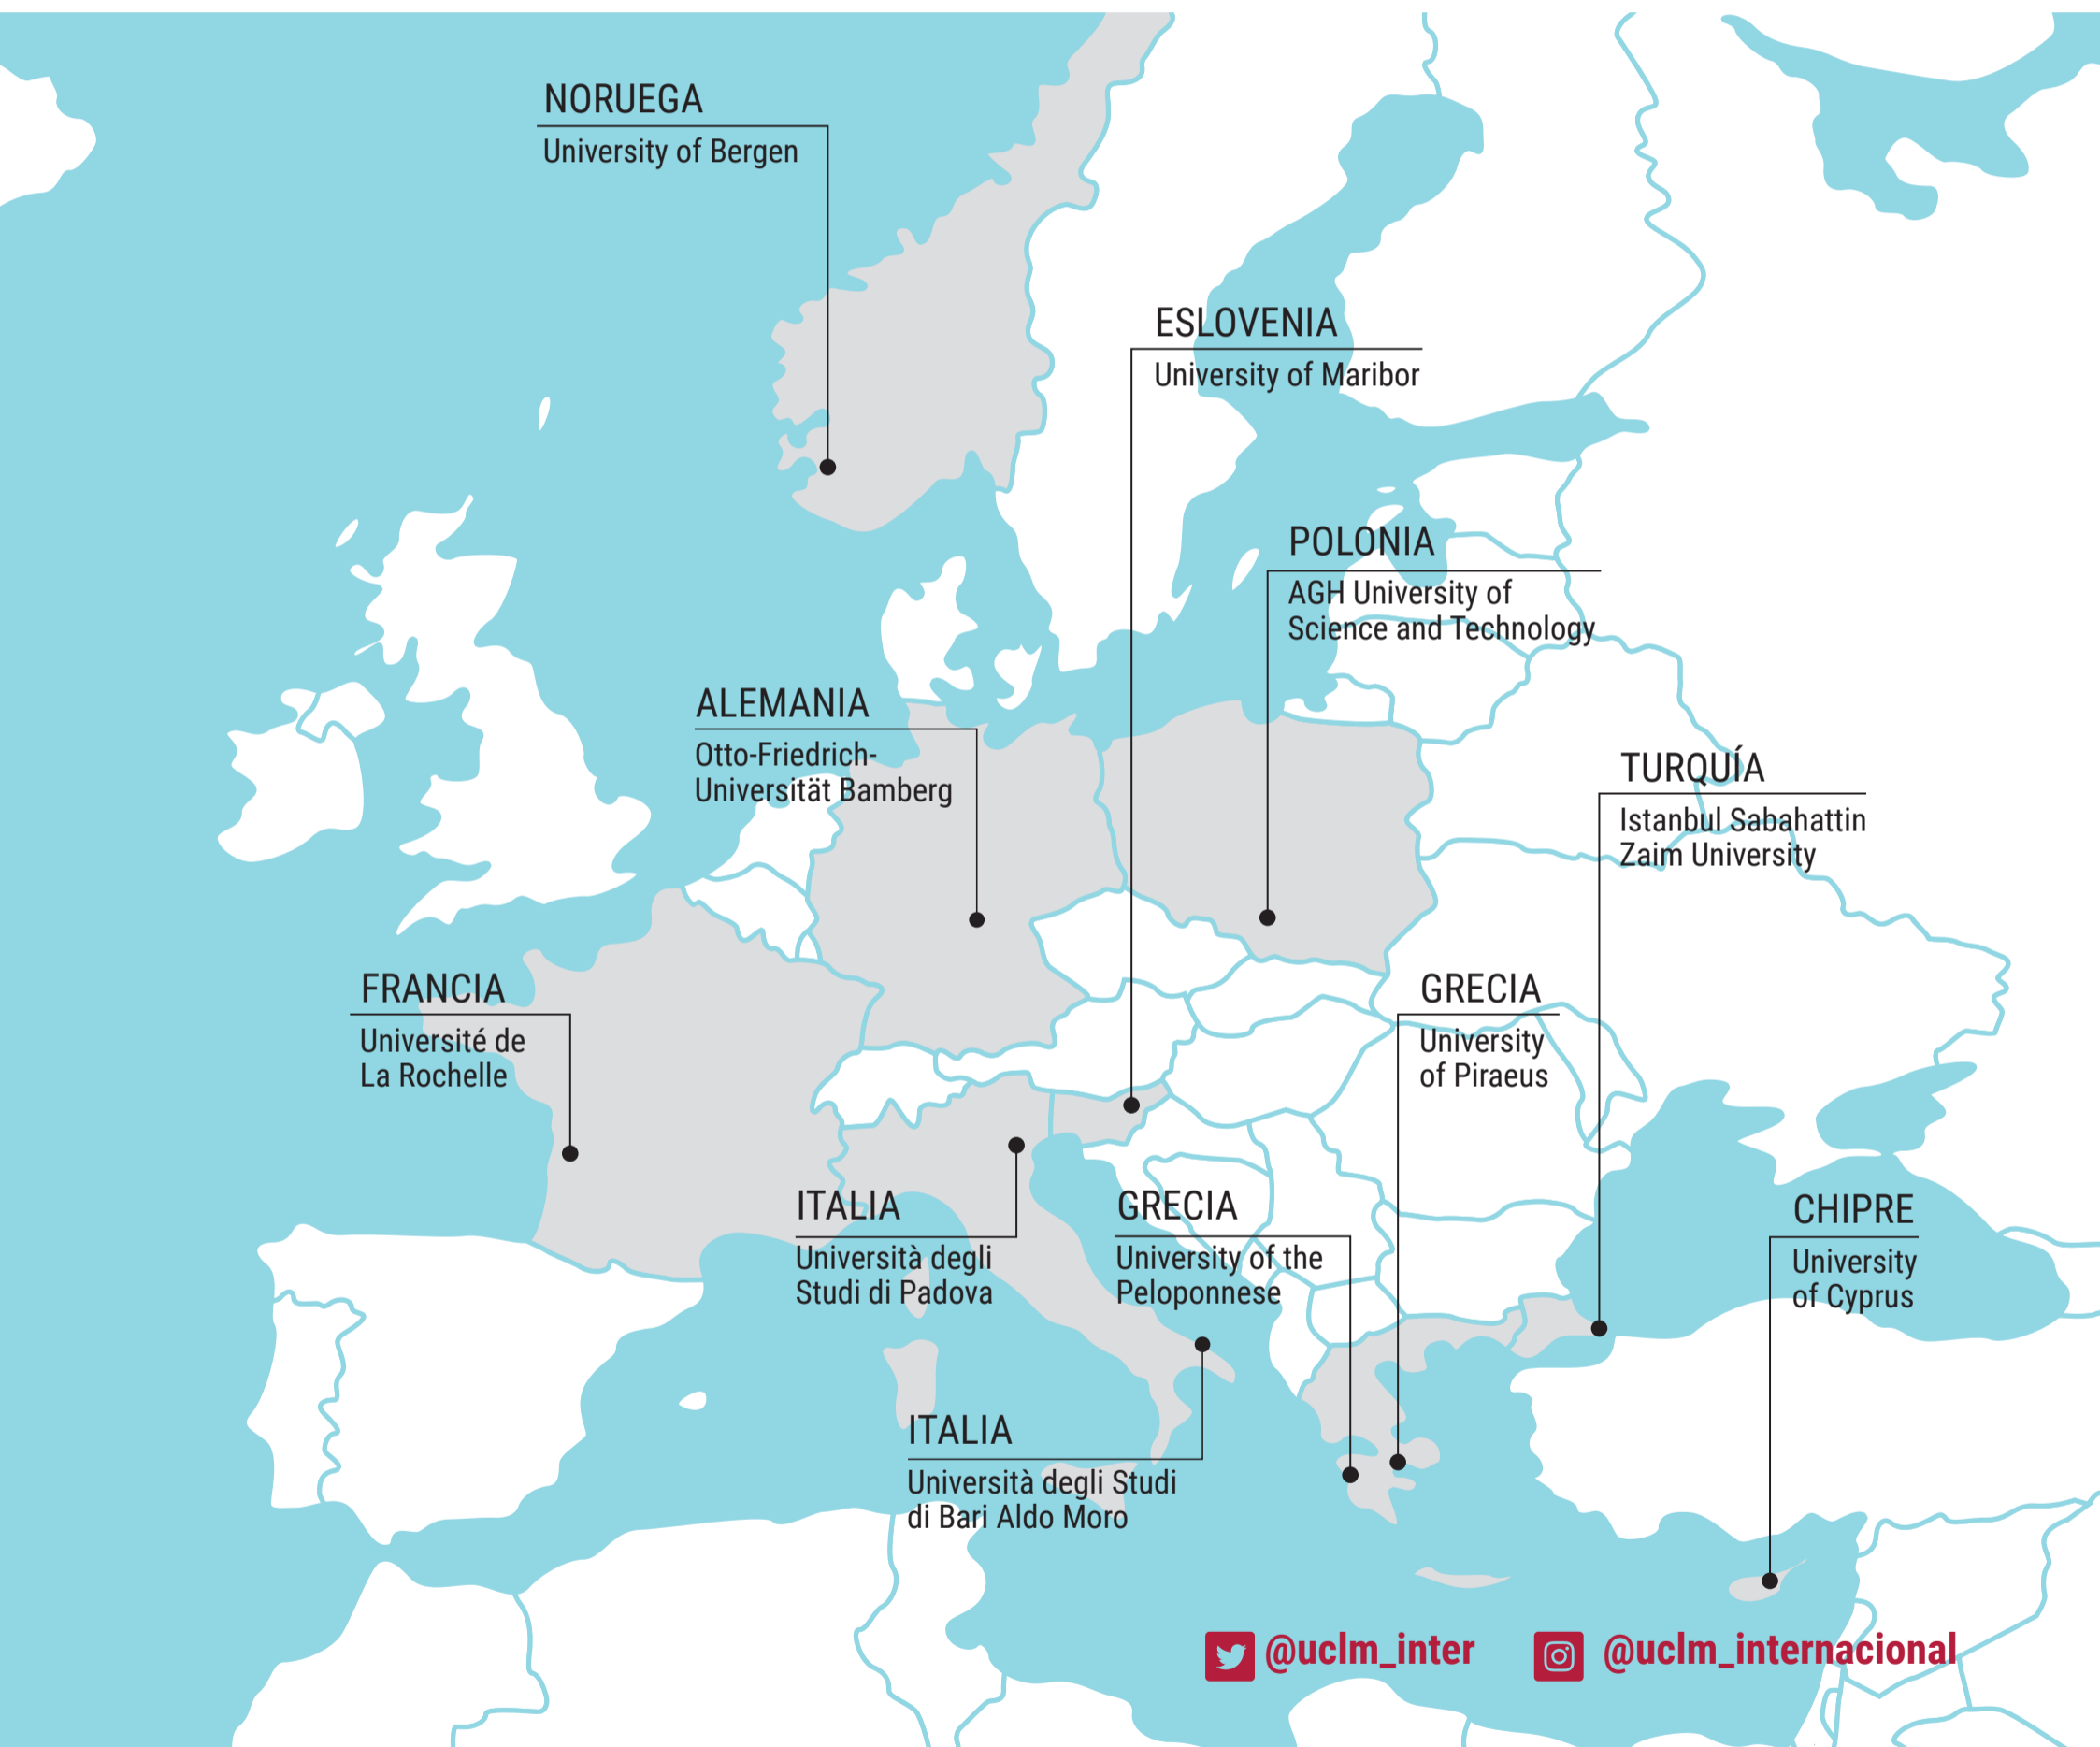 NORUEGA
University of Bergen
ESLOVENIA
University of Maribor
POLONIA
AGH University of
Science and Technology
ALEMANIA
Otto-Friedrich-
Universität Bamberg
TURQUÍA
Istanbul Sabahattin
Zaim University
FRANCIA
Université de
La Rochelle
GRECIA
University
of Piraeus
ITALIA
Università degli
Studi di Padova
GRECIA
University of the
Peloponnese
CHIPRE
University
of Cyprus
ITALIA
Università degli Studi
di Bari Aldo Moro
@uclm_inter
@uclm_internacional